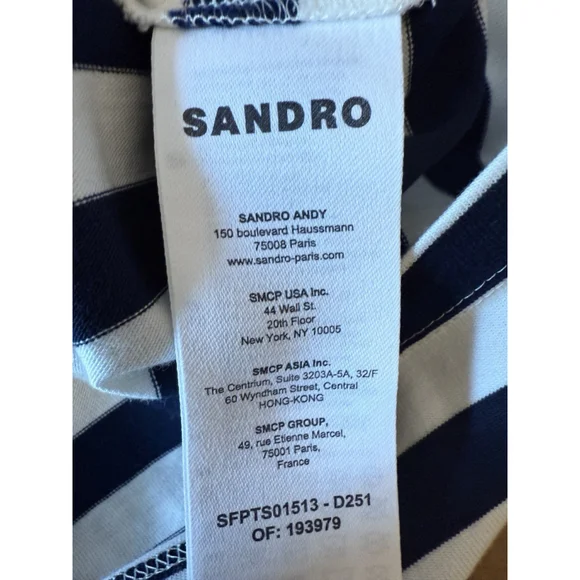 SANDRO
SANDRO ANDY
150 boulevard Haussmann
75008 Paris
www.sandro-paris.com
SMCP USA Inc.
44 Wall St.
20th Floor
New York, NY 10005
SMCP ASIA Inc.
The Centrium, Suite 3203A-5A, 32/F
60 Wyndham Street, Central
HONG-KONG
SMCP GROUP,
49, rue Etienne Marcel,
75001 Paris,
France
SFPTS01513 - D251
OF: 193979